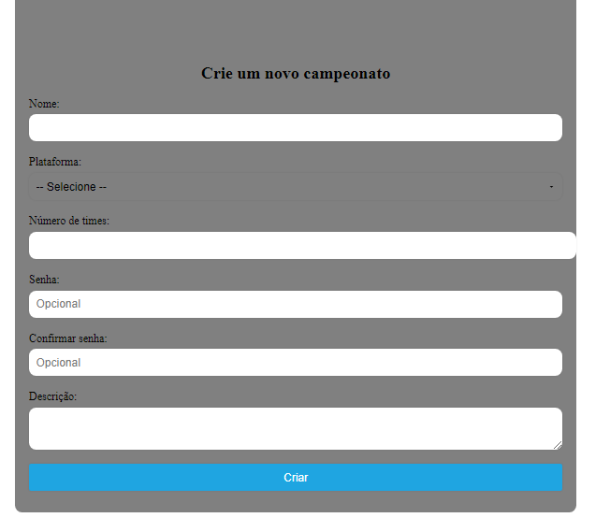 Crie um novo campeonato
Nome:
Plataforma:
-- Selecione --
Número de times:
Senha:
Opcional
Confirmar senha:
Opcional
Descrição:
Criar